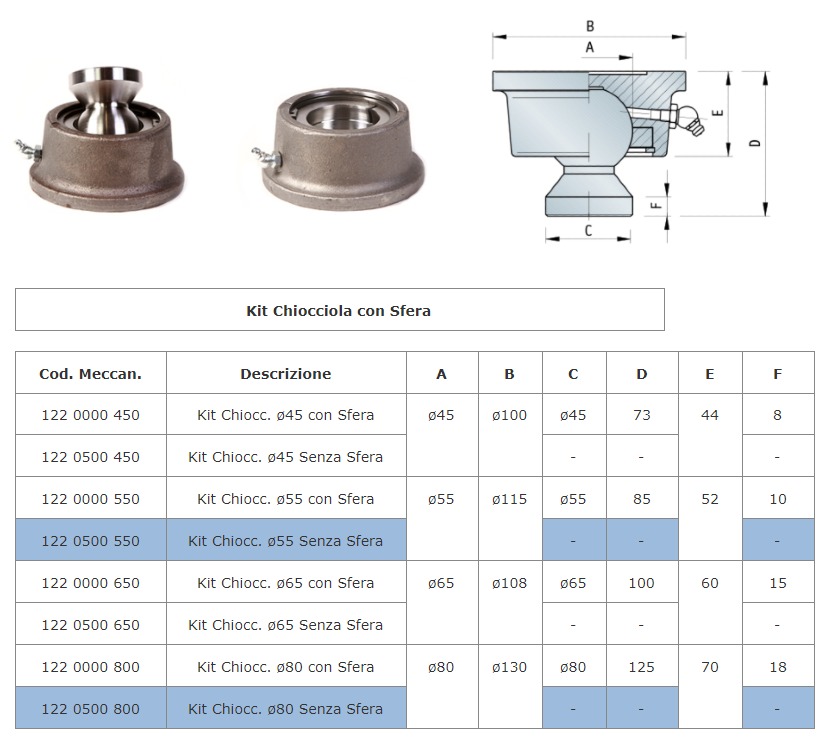 B
A
E
D
F
C
Kit Chiocciola con Sfera
Cod. Meccan. Descrizione A B C D E F
122 0000 450 Kit Chiocc. ø45 con Sfera ø45 ø100 ø45 73 44 8
122 0500 450 Kit Chiocc. ø45 Senza Sfera - - -
122 0000 550 Kit Chiocc. ø55 con Sfera ø55 ø115 ø55 85 52 10
122 0500 550 Kit Chiocc. ø55 Senza Sfera - - -
122 0000 650 Kit Chiocc. ø65 con Sfera ø65 ø108 ø65 100 60 15
122 0500 650 Kit Chiocc. ø65 Senza Sfera - - -
122 0000 800 Kit Chiocc. ø80 con Sfera ø80 ø130 ø80 125 70 18
122 0500 800 Kit Chiocc. ø80 Senza Sfera - - -